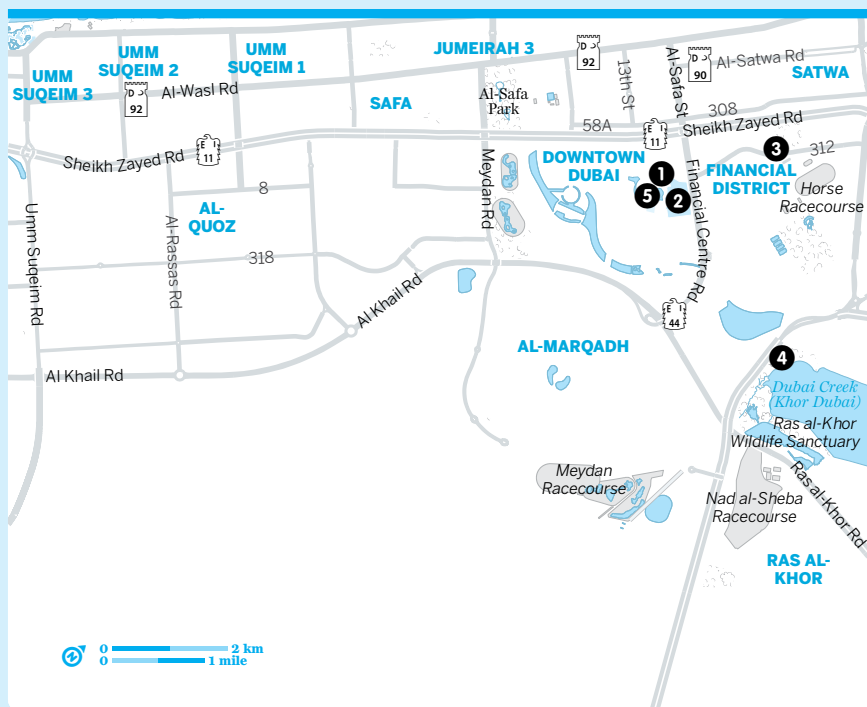 UMM
SUQEIM 3
UMM
SUQEIM 2
UMM
SUQEIM 1
JUMEIRAH 3
D
92
D
92
D
90
Al-Wasl Rd
SAFA
Al-Safa
Park
13th St
Al-Safa St
Al-Satwa Rd
SATWA
308
58A
Sheikh Zayed Rd
E
11
Sheikh Zayed Rd
E
11
312
DOWNTOWN
DUBAI
1
5
2
3
FINANCIAL
DISTRICT
Horse
Racecourse
Meydan Rd
Financial Centre Rd
8
AL-
QUOZ
Al-Rassas Rd
Umm Suqeim Rd
318
Al Khail Rd
Al Khail Rd
E
44
AL-MARQADH
4
Dubai Creek
(Khor Dubai)
Ras al-Khor
Wildlife Sanctuary
Meydan
Racecourse
Nad al-Sheba
Racecourse
Ras al-Khor Rd
RAS AL-
KHOR
N
0
2 km
0
1 mile